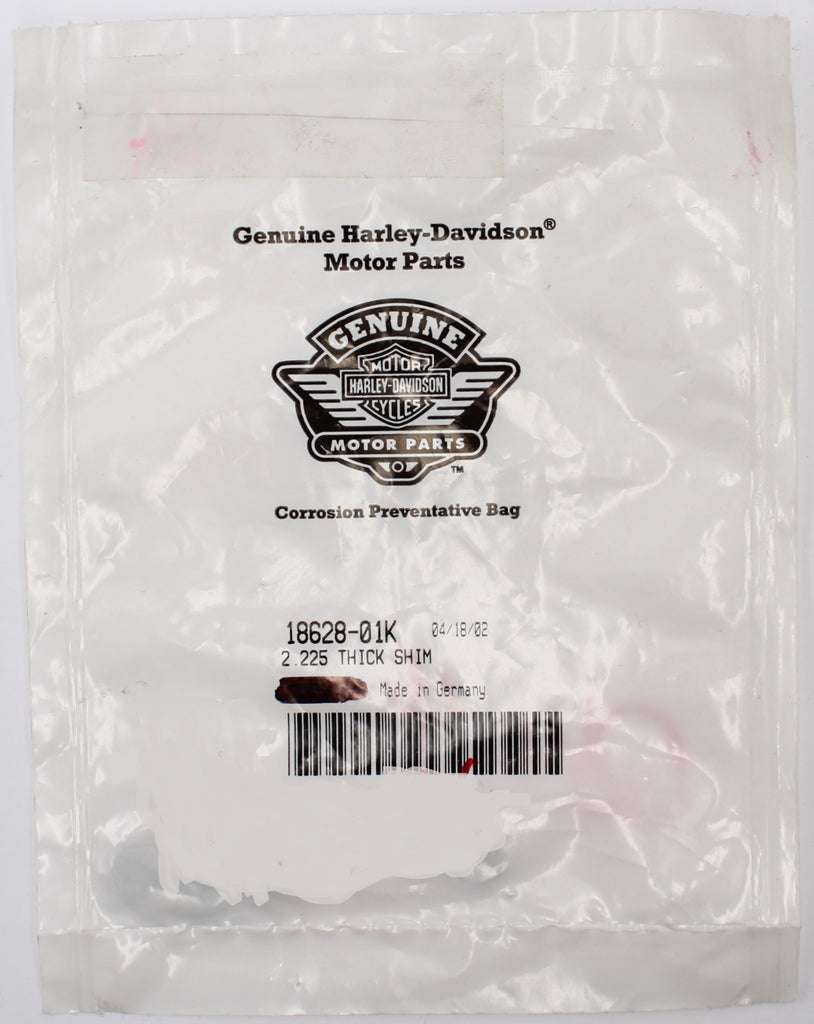 Genuine Harley-Davidson®
Motor Parts
GENUINE
MOTOR
HARLEY-DAVIDSON
CYCLES
MOTOR PARTS
TM
Corrosion Preventative Bag
18628-01K 04/18/02
2.225 THICK SHIM
Made in Germany